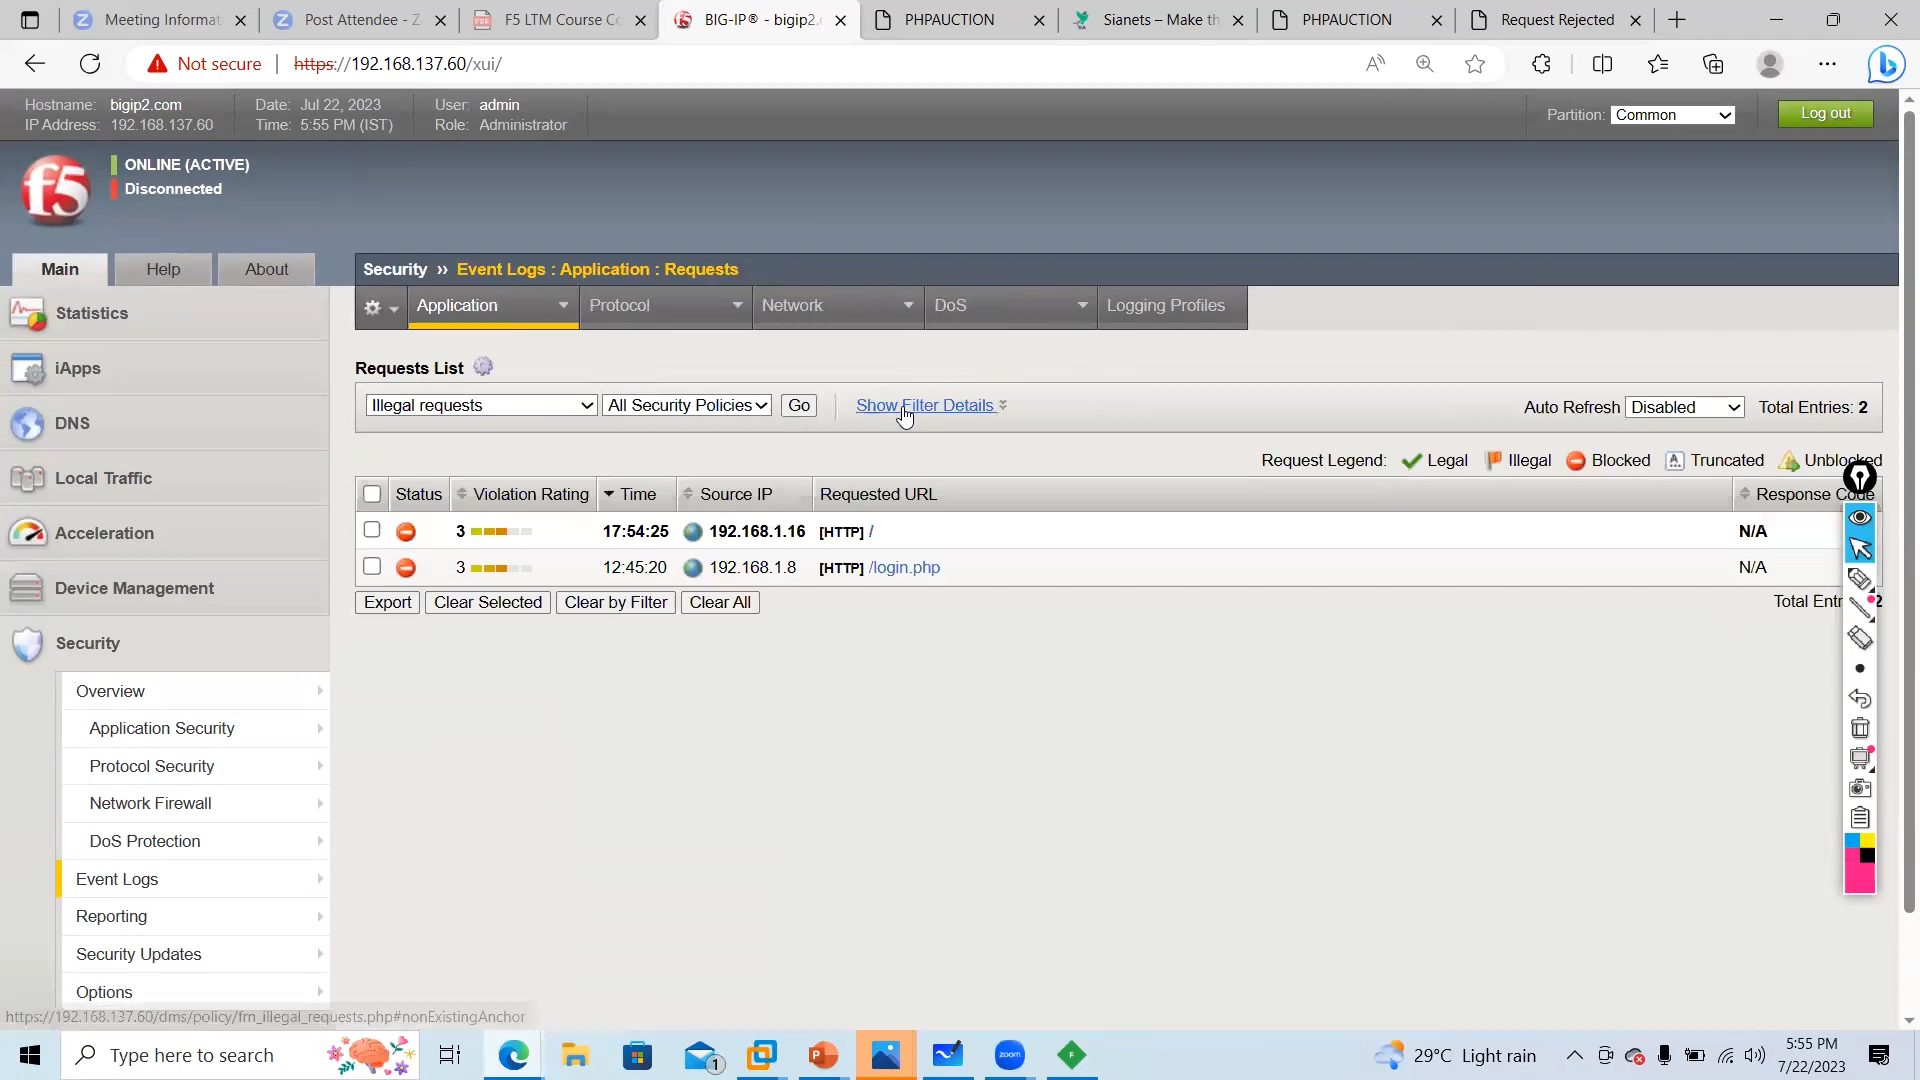 Meeting Informat
Post Attendee - Z
F5 LTM Course Co
BIG-IP® - bigip2.c
PHPAUCTION
Sianets – Make th
PHPAUCTION
Request Rejected
Not secure
https://192.168.137.60/xui/
Hostname: bigip2.com
IP Address: 192.168.137.60
Date: Jul 22, 2023
Time: 5:55 PM (IST)
User: admin
Role: Administrator
Partition: Common
Log out
f5
ONLINE (ACTIVE)
Disconnected
Main
Help
About
Security ›› Event Logs : Application : Requests
Application
Protocol
Network
DoS
Logging Profiles
Statistics
iApps
DNS
Local Traffic
Acceleration
Device Management
Security
Overview
Application Security
Protocol Security
Network Firewall
DoS Protection
Event Logs
Reporting
Security Updates
Options
Requests List
Illegal requests
All Security Policies
Go
Show Filter Details
Auto Refresh Disabled
Total Entries: 2
Request Legend: Legal Illegal Blocked Truncated Unblocked
Status Violation Rating Time Source IP Requested URL Response Code
3 17:54:25 192.168.1.16 [HTTP] / N/A
3 12:45:20 192.168.1.8 [HTTP] /login.php N/A
Export
Clear Selected
Clear by Filter
Clear All
Total Entr 2
https://192.168.137.60/dms/policy/frn_illegal_requests.php#nonExistingAnchor
Type here to search
1
zoom
29°C Light rain
5:55 PM
7/22/2023